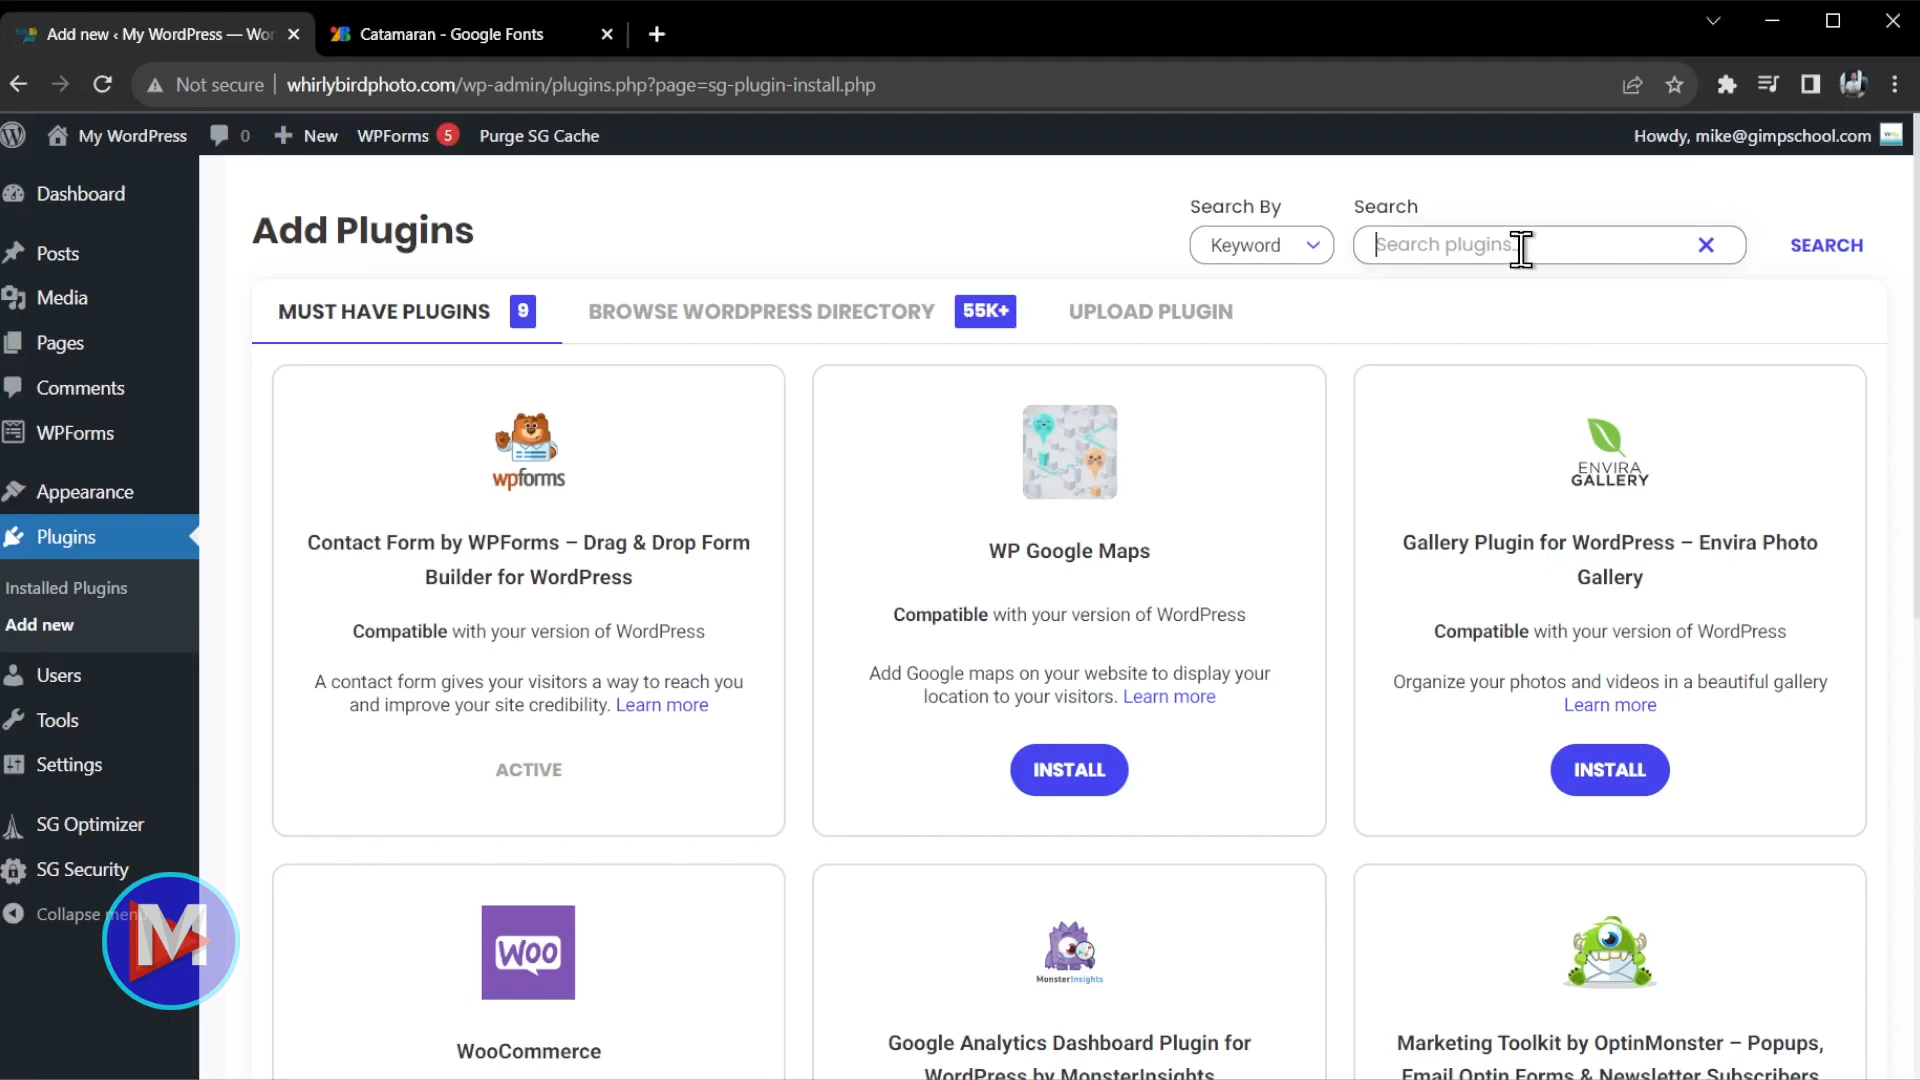 Add new ‹ My WordPress — Wor
Catamaran - Google Fonts
Not secure
whirlybirdphoto.com/wp-admin/plugins.php?page=sg-plugin-install.php
My WordPress
0
New
WPForms
5
Purge SG Cache
Howdy, mike@gimpschool.com
Dashboard
Posts
Media
Pages
Comments
WPForms
Appearance
Plugins
Installed Plugins
Add new
Users
Tools
Settings
SG Optimizer
SG Security
Collapse menu
M
Add Plugins
Search By
Keyword
Search
Search plugins..
SEARCH
MUST HAVE PLUGINS 9
BROWSE WORDPRESS DIRECTORY 55K+
UPLOAD PLUGIN
wpforms
Contact Form by WPForms – Drag & Drop Form
Builder for WordPress
Compatible with your version of WordPress
A contact form gives your visitors a way to reach you
and improve your site credibility. Learn more
ACTIVE
WP Google Maps
Compatible with your version of WordPress
Add Google maps on your website to display your
location to your visitors. Learn more
INSTALL
ENVIRA
GALLERY
Gallery Plugin for WordPress – Envira Photo
Gallery
Compatible with your version of WordPress
Organize your photos and videos in a beautiful gallery
Learn more
INSTALL
WOO
WooCommerce
MonsterInsights
Google Analytics Dashboard Plugin for
WordPress by MonsterInsights
Marketing Toolkit by OptinMonster – Popups,
Email Optin Forms & Newsletter Subscribers